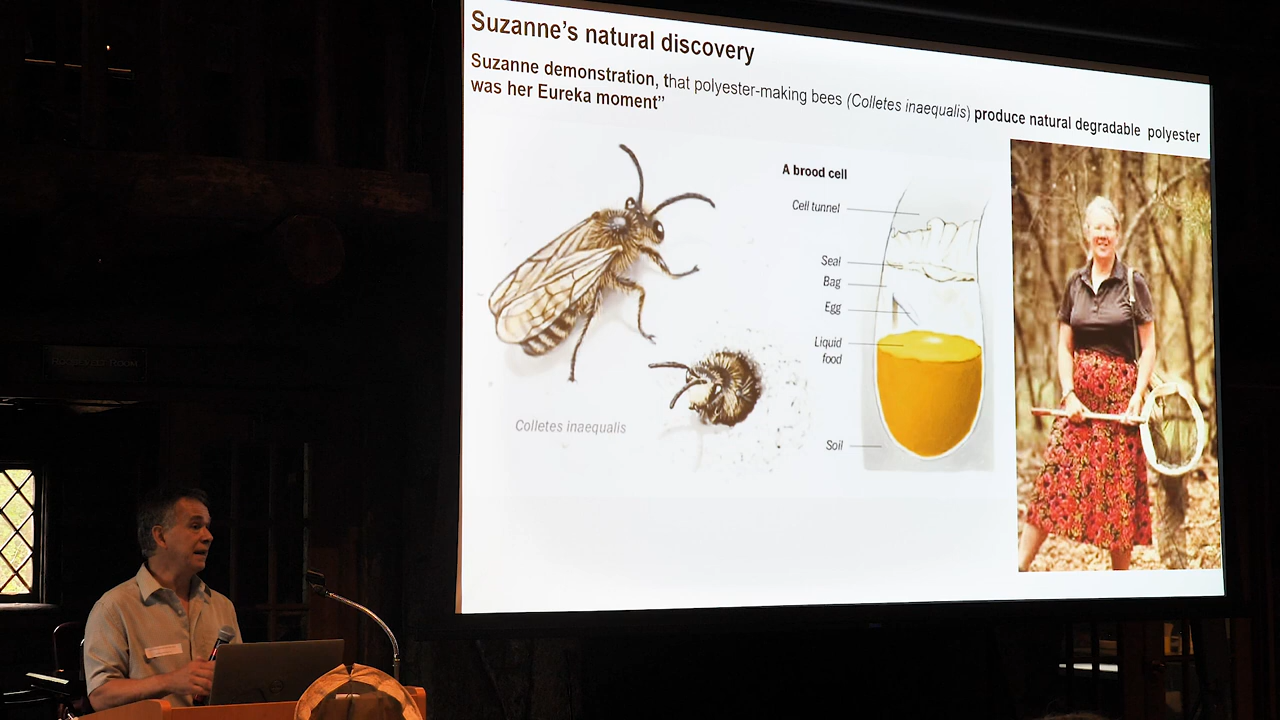 Suzanne’s natural discovery
Suzanne demonstration, that polyester-making bees (Colletes inaequalis) produce natural degradable polyester
was her Eureka moment”
A brood cell
Cell tunnel
Seal
Bag
Egg
Liquid
food
Soil
Colletes inaequalis